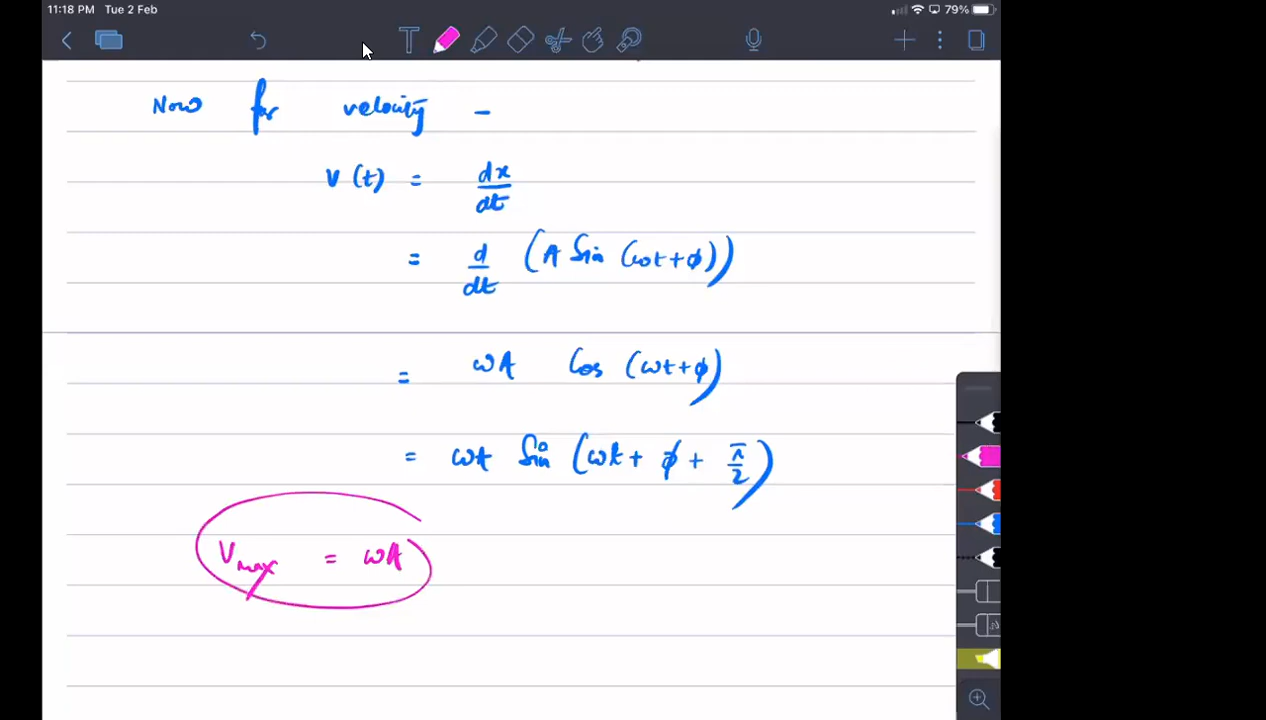 11:18 PM Tue 2 Feb 79%
T
Now for velocity –
v (t) = dx/dt
= d/dt (A Sin (ωt+φ))
= ωA Cos (ωt+φ)
= ωA Sin (ωt + φ + π/2)
Vmax = ωA